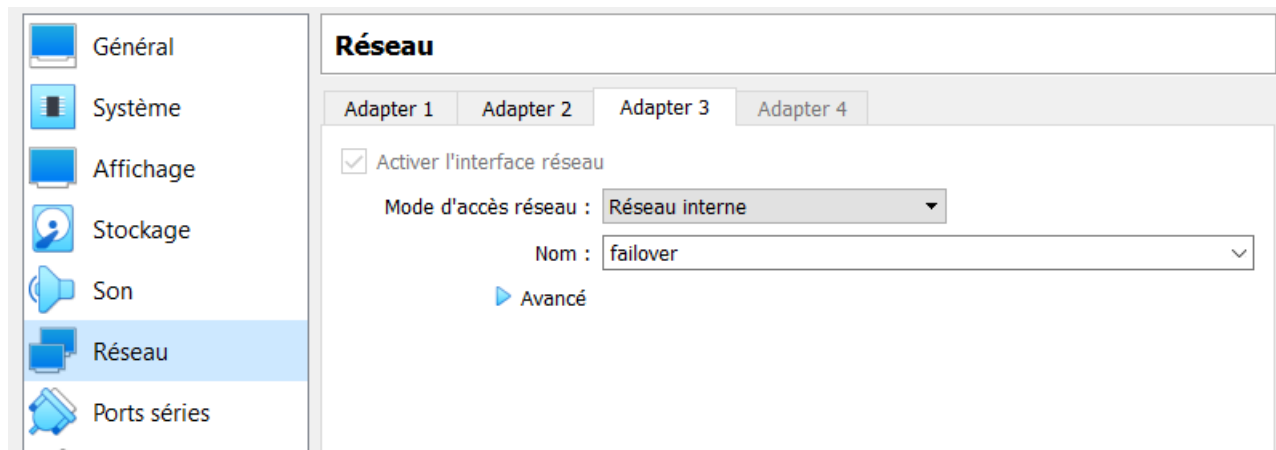 Général
Système
Affichage
Stockage
Son
Réseau
Ports séries
Réseau
Adapter 1 Adapter 2 Adapter 3 Adapter 4
Activer l'interface réseau
Mode d'accès réseau : Réseau interne
Nom : failover
Avancé